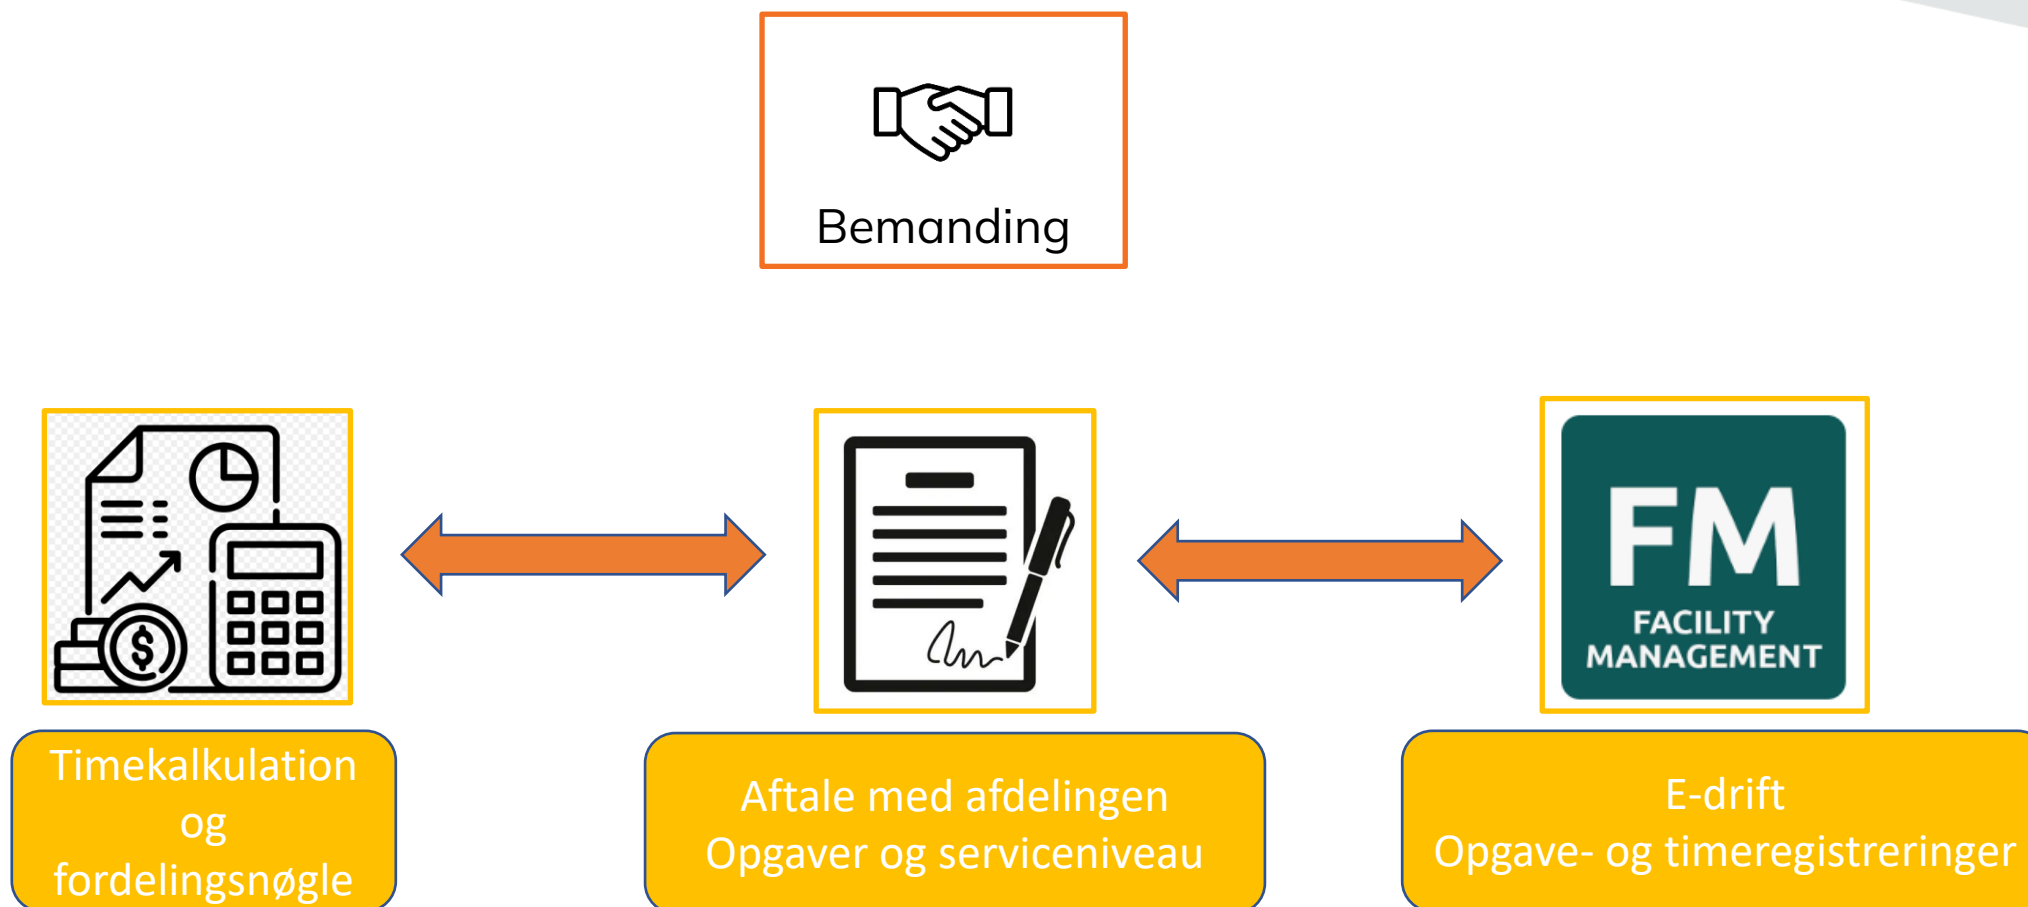 Bemanding
FM
FACILITY
MANAGEMENT
Timekalkulation
og
fordelingsnøgle
Aftale med afdelingen
Opgaver og serviceniveau
E-drift
Opgave- og timeregistreringer